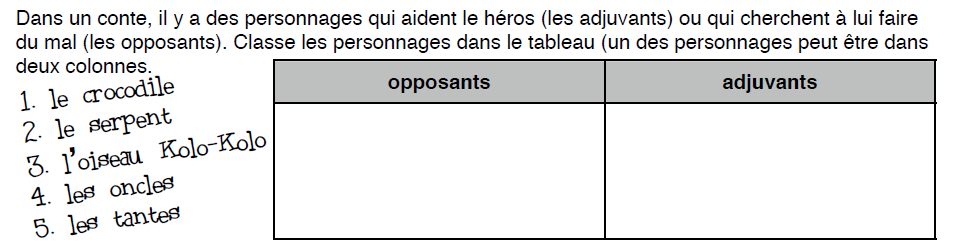 Dans un conte, il y a des personnages qui aident le héros (les adjuvants) ou qui cherchent à lui faire
du mal (les opposants). Classe les personnages dans le tableau (un des personnages peut être dans
deux colonnes.
opposants adjuvants
1. le crocodile
2. le serpent
3. l'oiseau Kolo-Kolo
4. les oncles
5. les tantes